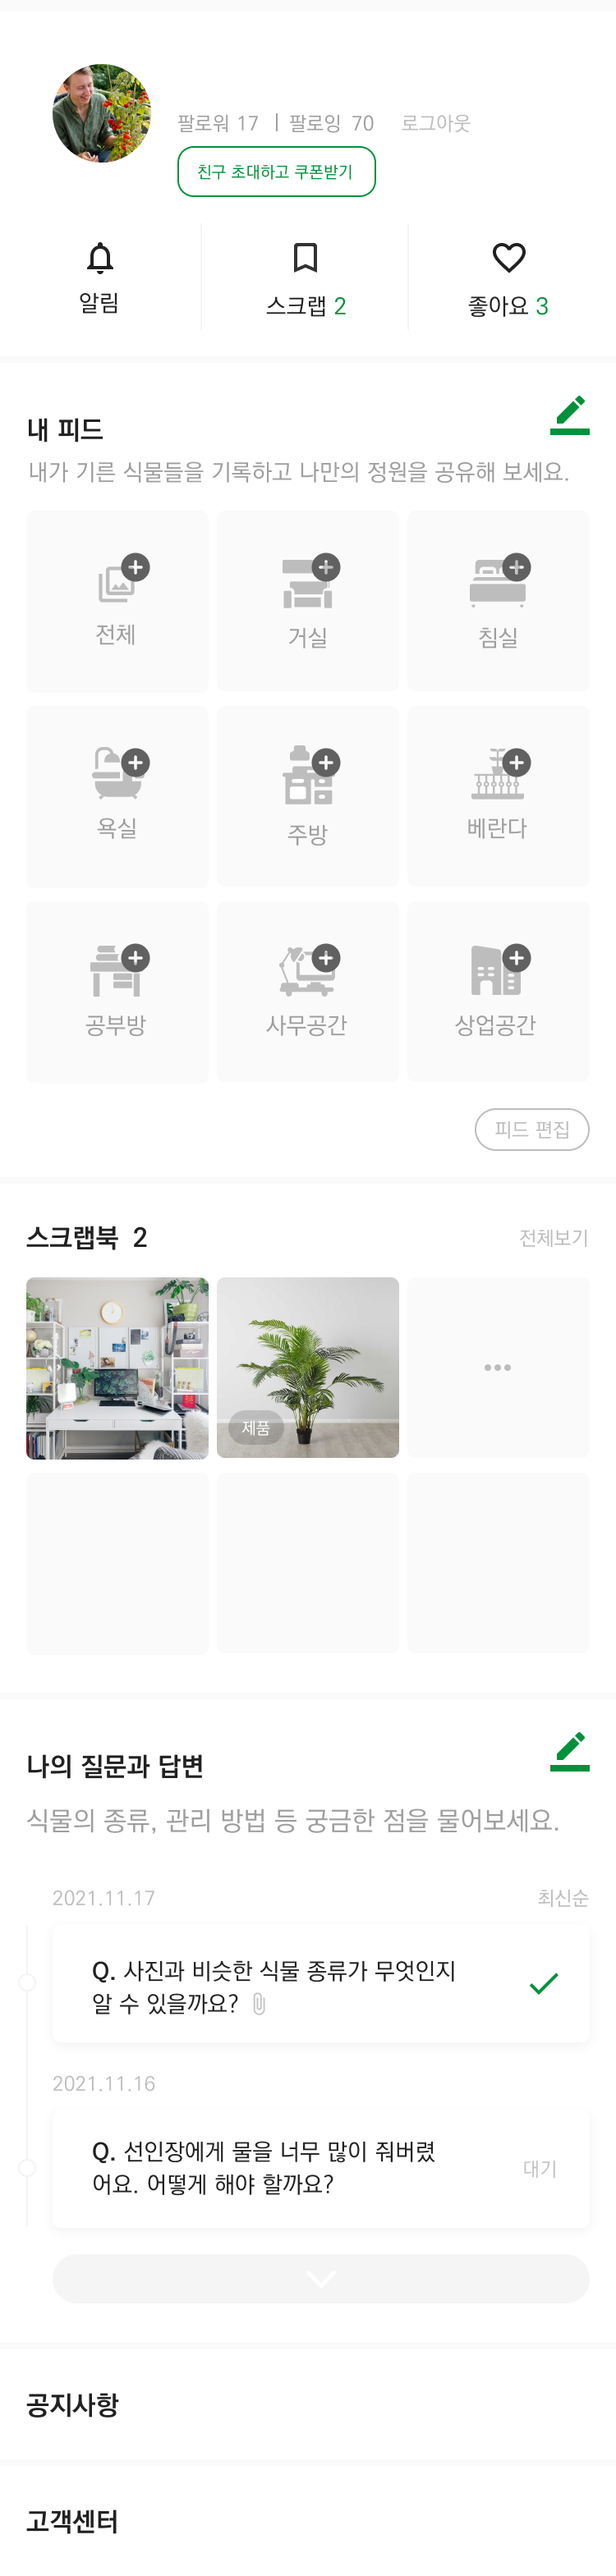 팔로워 17 | 팔로잉 70 로그아웃
친구 초대하고 쿠폰받기
알림
스크랩 2
좋아요 3
내 피드
내가 기른 식물들을 기록하고 나만의 정원을 공유해 보세요.
전체
거실
침실
욕실
주방
베란다
공부방
사무공간
상업공간
피드 편집
스크랩북 2
전체보기
제품
나의 질문과 답변
식물의 종류, 관리 방법 등 궁금한 점을 물어보세요.
2021.11.17
최신순
Q. 사진과 비슷한 식물 종류가 무엇인지
알 수 있을까요?
2021.11.16
Q. 선인장에게 물을 너무 많이 줘버렸
어요. 어떻게 해야 할까요?
대기
공지사항
고객센터